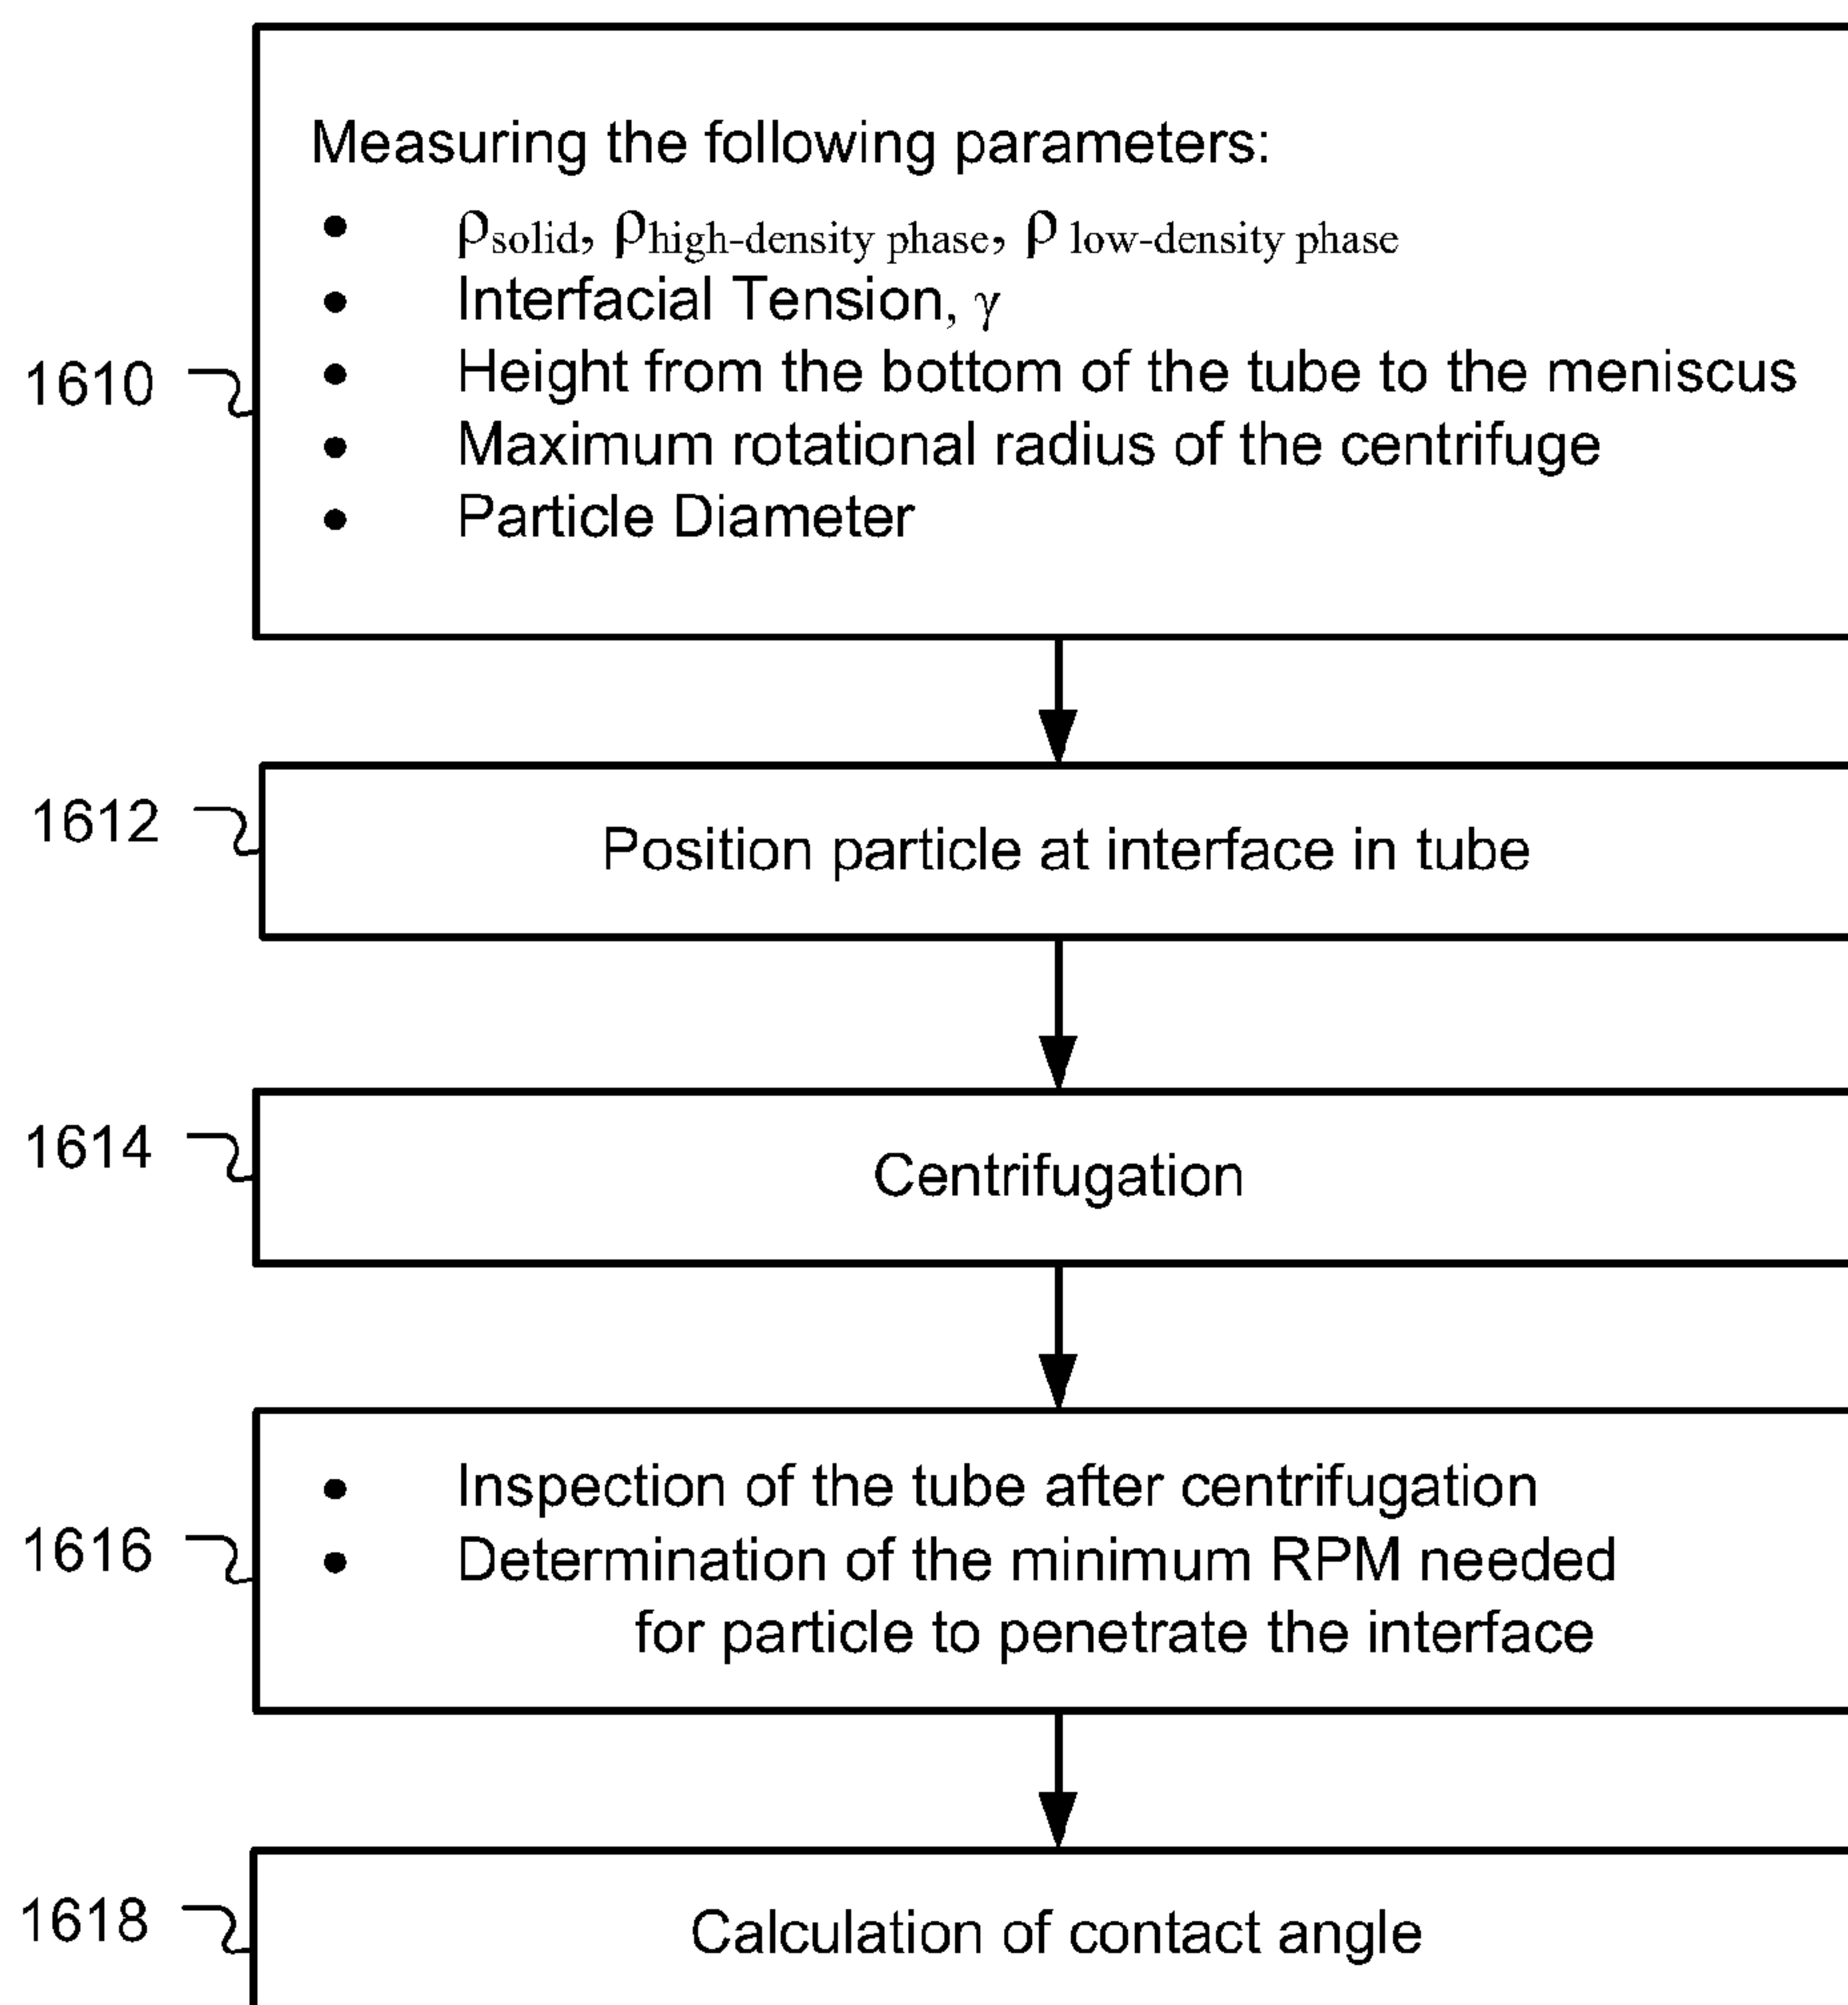 Measuring the following parameters:
• ρsolid, ρhigh-density phase, ρ low-density phase
• Interfacial Tension, γ
• Height from the bottom of the tube to the meniscus
• Maximum rotational radius of the centrifuge
• Particle Diameter
1610
1612
Position particle at interface in tube
1614
Centrifugation
• Inspection of the tube after centrifugation
• Determination of the minimum RPM needed
for particle to penetrate the interface
1616
1618
Calculation of contact angle